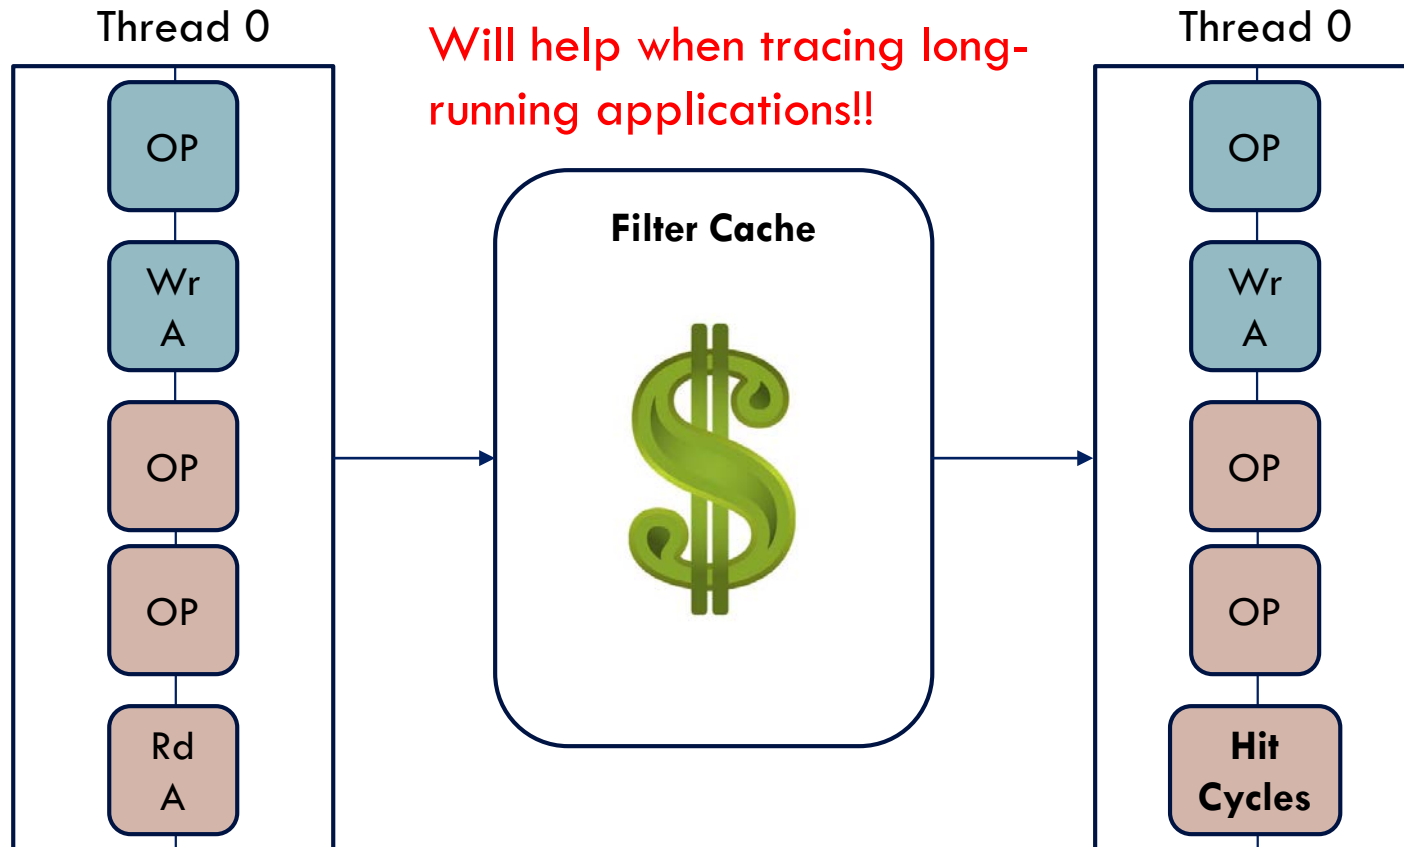 Thread 0
Will help when tracing long-
running applications!!
Thread 0
OP
Wr
A
OP
OP
Rd
A
Filter Cache
OP
Wr
A
OP
OP
Hit
Cycles